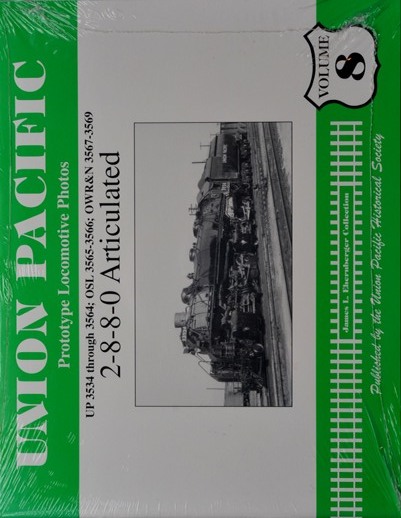 UNION PACIFIC
Prototype Locomotive Photos
UP 3534 through 3564; OSL 3565-3566; OWR&N 3567-3569
2-8-8-0 Articulated
James L. Ehernberger Collection
Published by the Union Pacific Historical Society
VOLUME
8